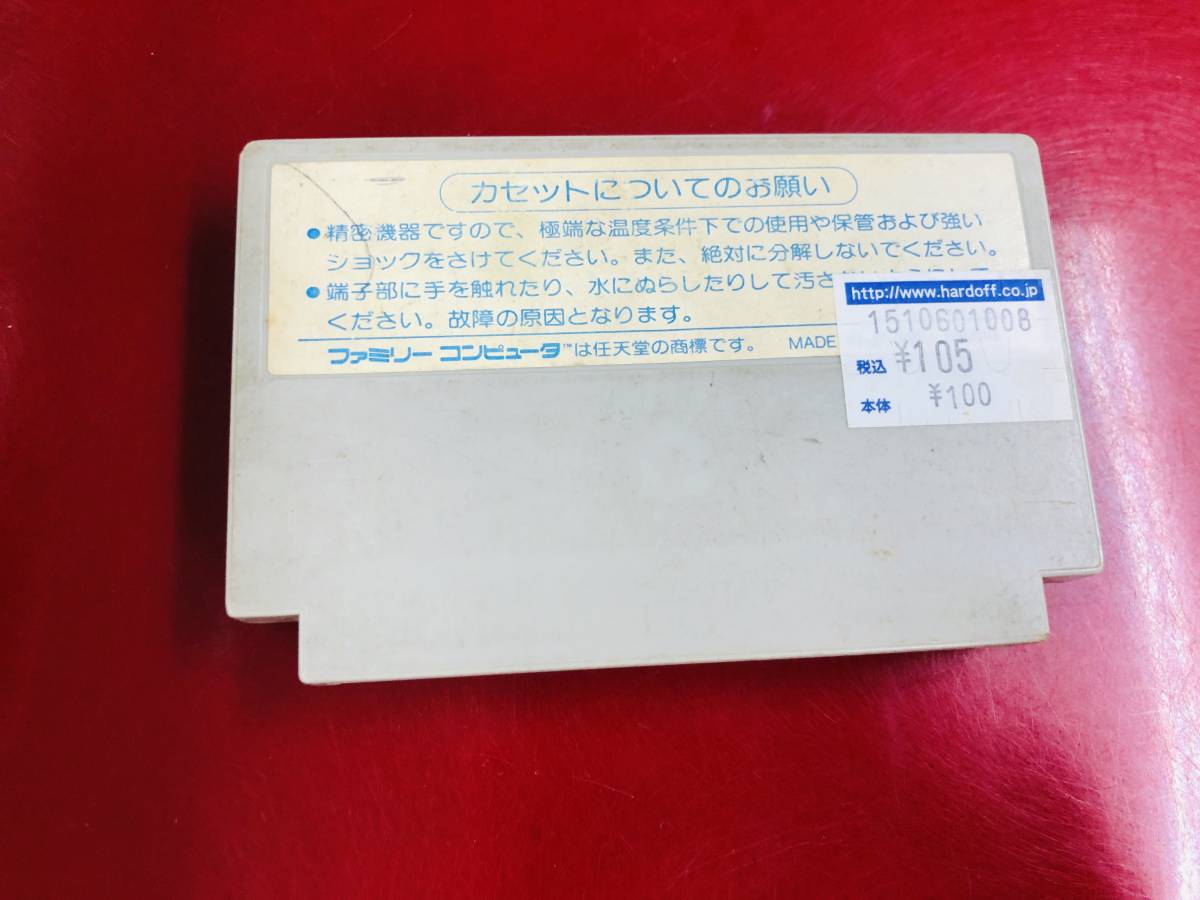 カセットについてのお願い
●精密機器ですので、極端な温度条件下での使用や保管および強い
ショックをさけてください。また、絶対に分解しないでください。
●端子部に手を触れたり、水にぬらしたりして汚さないようにして
ください。故障の原因となります。
ファミリー コンピュータ™は任天堂の商標です。 MADE
http://www.hardoff.co.jp
1510601008
税込 ¥105
本体 ¥100